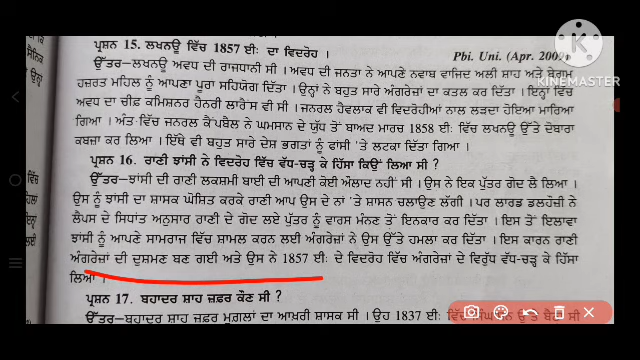 ਪ੍ਰਸ਼ਨ 15. ਲਖਨਊ ਵਿੱਚ 1857 ਈ: ਦਾ ਵਿਦਰੋਹ ।
Pbi. Uni. (Apr. 2009)
ਉੱਤਰ—ਲਖਨਊ ਅਵਧ ਦੀ ਰਾਜਧਾਨੀ ਸੀ । ਅਵਧ ਦੀ ਜਨਤਾ ਨੇ ਆਪਣੇ ਨਵਾਬ ਵਾਜਿਦ ਅਲੀ ਸ਼ਾਹ ਅਤੇ ਬੇਗਮ
ਹਜ਼ਰਤ ਮਹਿਲ ਨੂੰ ਆਪਣਾ ਪੂਰਾ ਸਹਿਯੋਗ ਦਿੱਤਾ । ਉਨ੍ਹਾਂ ਨੇ ਬਹੁਤ ਸਾਰੇ ਅੰਗਰੇਜ਼ਾਂ ਦਾ ਕਤਲ ਕਰ ਦਿੱਤਾ । ਇਨ੍ਹਾਂ ਵਿੱਚ
ਅਵਧ ਦਾ ਚੀਫ਼ ਕਮਿਸ਼ਨਰ ਹੈਨਰੀ ਲਾਰੈਂਸ ਵੀ ਸੀ । ਜਨਰਲ ਹੈਵਲਾਕ ਵੀ ਵਿਦਰੋਹੀਆਂ ਨਾਲ ਲੜਦਾ ਹੋਇਆ ਮਾਰਿਆ
ਗਿਆ । ਅੰਤ ਵਿੱਚ ਜਨਰਲ ਕੈਂਪਬੈਲ ਨੇ ਘਮਸਾਨ ਦੇ ਯੁੱਧ ਤੋਂ ਬਾਅਦ ਮਾਰਚ 1858 ਈ: ਵਿੱਚ ਲਖਨਊ ਉੱਤੇ ਦੋਬਾਰਾ
ਕਬਜ਼ਾ ਕਰ ਲਿਆ । ਇੱਥੇ ਵੀ ਬਹੁਤ ਸਾਰੇ ਦੇਸ਼ ਭਗਤਾਂ ਨੂੰ ਫਾਂਸੀ 'ਤੇ ਲਟਕਾ ਦਿੱਤਾ ਗਿਆ ।
ਪ੍ਰਸ਼ਨ 16. ਰਾਣੀ ਝਾਂਸੀ ਨੇ ਵਿਦਰੋਹ ਵਿੱਚ ਵੱਧ-ਚੜ੍ਹ ਕੇ ਹਿੱਸਾ ਕਿਉਂ ਲਿਆ ਸੀ ?
ਉੱਤਰ—ਝਾਂਸੀ ਦੀ ਰਾਣੀ ਲਕਸ਼ਮੀ ਬਾਈ ਦੀ ਆਪਣੀ ਕੋਈ ਔਲਾਦ ਨਹੀਂ ਸੀ । ਉਸ ਨੇ ਇਕ ਪੁੱਤਰ ਗੋਦ ਲੈ ਲਿਆ ।
ਉਸ ਨੂੰ ਝਾਂਸੀ ਦਾ ਸ਼ਾਸਕ ਘੋਸ਼ਿਤ ਕਰਕੇ ਰਾਣੀ ਆਪ ਉਸ ਦੇ ਨਾਂ 'ਤੇ ਸ਼ਾਸਨ ਚਲਾਉਣ ਲੱਗੀ । ਪਰ ਲਾਰਡ ਡਲਹੌਜ਼ੀ ਨੇ
ਲੈਪਸ ਦੇ ਸਿਧਾਂਤ ਅਨੁਸਾਰ ਰਾਣੀ ਦੇ ਗੋਦ ਲਏ ਪੁੱਤਰ ਨੂੰ ਵਾਰਸ ਮੰਨਣ ਤੋਂ ਇਨਕਾਰ ਕਰ ਦਿੱਤਾ । ਇਸ ਤੋਂ ਇਲਾਵਾ
ਝਾਂਸੀ ਨੂੰ ਆਪਣੇ ਸਾਮਰਾਜ ਵਿੱਚ ਸ਼ਾਮਲ ਕਰਨ ਲਈ ਅੰਗਰੇਜ਼ਾਂ ਨੇ ਉਸ ਉੱਤੇ ਹਮਲਾ ਕਰ ਦਿੱਤਾ । ਇਸ ਕਾਰਨ ਰਾਣੀ
ਅੰਗਰੇਜ਼ਾਂ ਦੀ ਦੁਸ਼ਮਣ ਬਣ ਗਈ ਅਤੇ ਉਸ ਨੇ 1857 ਈ: ਦੇ ਵਿਦਰੋਹ ਵਿੱਚ ਅੰਗਰੇਜ਼ਾਂ ਦੇ ਵਿਰੁੱਧ ਵੱਧ-ਚੜ੍ਹ ਕੇ ਹਿੱਸਾ
ਲਿਆ ।
ਪ੍ਰਸ਼ਨ 17. ਬਹਾਦਰ ਸ਼ਾਹ ਜ਼ਫ਼ਰ ਕੌਣ ਸੀ ?
ਉੱਤਰ—ਬਹਾਦਰ ਸ਼ਾਹ ਜ਼ਫ਼ਰ ਮੁਗ਼ਲਾਂ ਦਾ ਆਖ਼ਰੀ ਸ਼ਾਸਕ ਸੀ । ਉਹ 1837 ਈ: ਵਿੱਚ
KINEMASTER